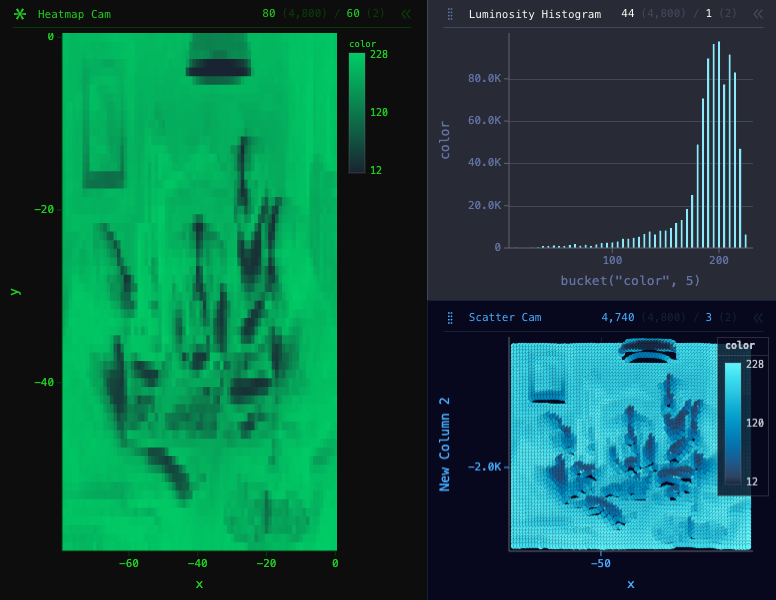 Heatmap Cam 80 (4,800) / 60 (2) «
color
228
120
12
0
−20
−40
y
−60 −40 −20 0
x
Luminosity Histogram 44 (4,800) / 1 (2) «
80.0K
60.0K
40.0K
20.0K
0
color
100 200
bucket("color", 5)
Scatter Cam 4,740 (4,800) / 3 (2) «
color
228
120
12
New Column 2
−2.0K
−50
x